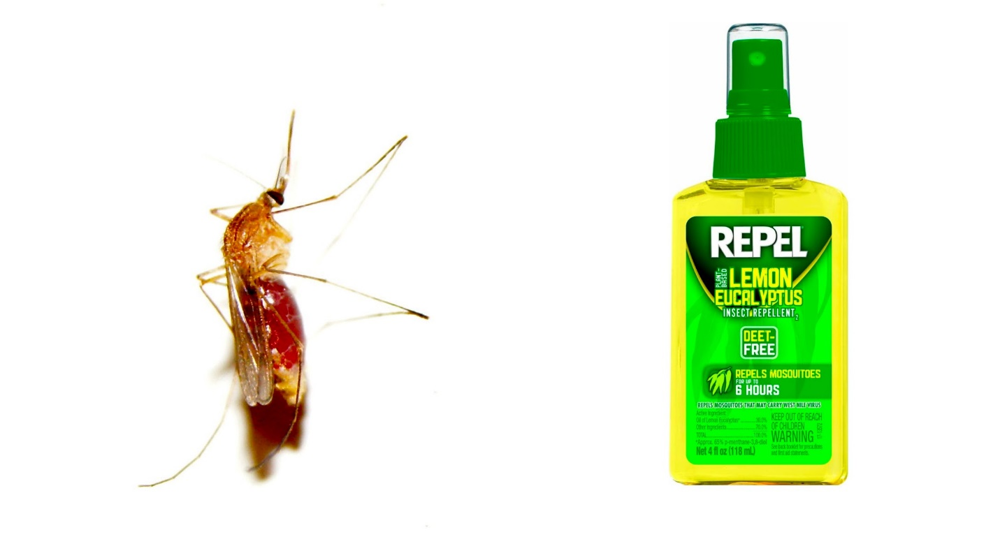 REPEL
PLANT-
BASED
LEMON
EUCALYPTUS
INSECT REPELLENT2
DEET-
FREE
REPELS MOSQUITOES
FOR UP TO
6 HOURS
REPELS MOSQUITOES THAT MAY CARRY WEST NILE VIRUS
Active Ingredient:
Oil of Lemon Eucalyptus* ........ 30.0%
Other Ingredients ........ 70.0%
TOTAL ........ 100.0%
*Approx. 65% p-menthane-3,8-diol
Net 4 fl oz (118 mL)
KEEP OUT OF REACH
OF CHILDREN
WARNING
See back booklet for precautions
and first aid statements.